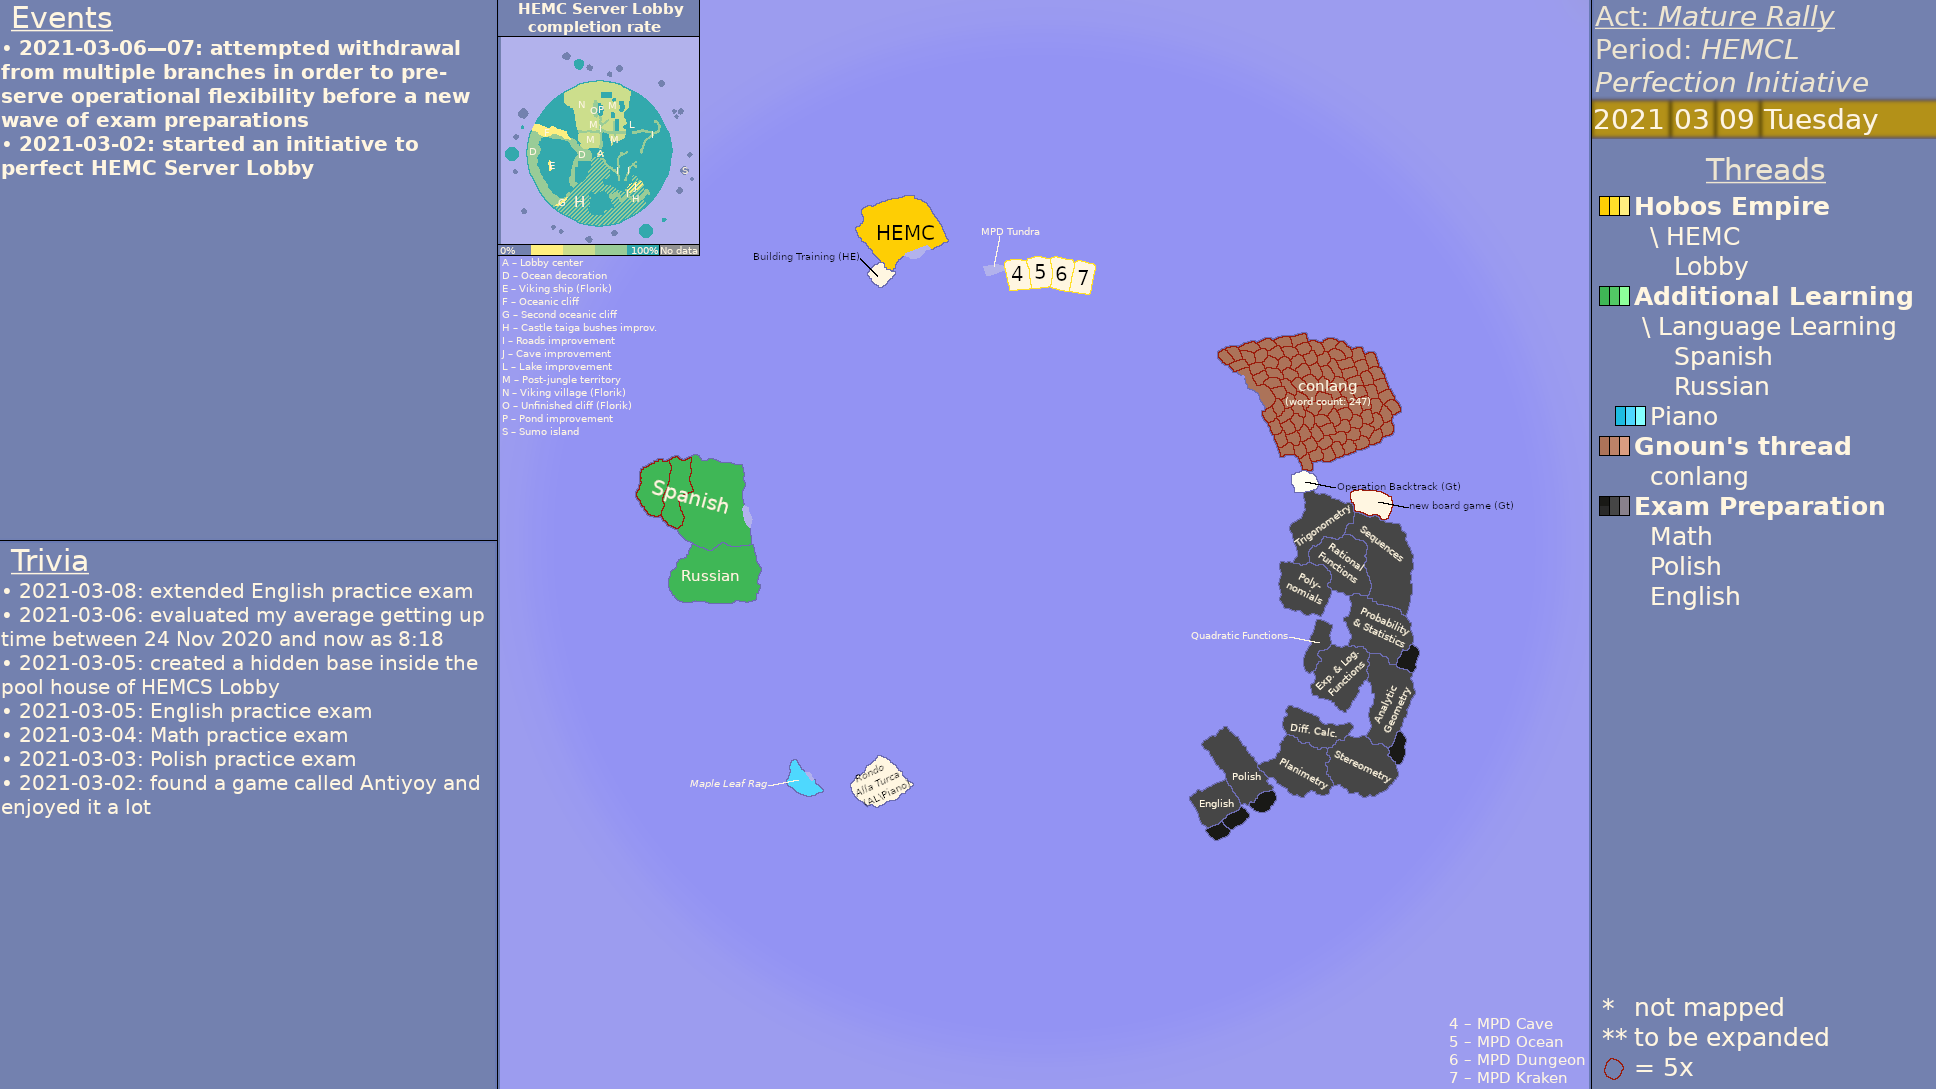 Events
• 2021-03-06—07: attempted withdrawal
from multiple branches in order to pre-
serve operational flexibility before a new
wave of exam preparations
• 2021-03-02: started an initiative to
perfect HEMC Server Lobby
Trivia
• 2021-03-08: extended English practice exam
• 2021-03-06: evaluated my average getting up
time between 24 Nov 2020 and now as 8:18
• 2021-03-05: created a hidden base inside the
pool house of HEMCS Lobby
• 2021-03-05: English practice exam
• 2021-03-04: Math practice exam
• 2021-03-03: Polish practice exam
• 2021-03-02: found a game called Antiyoy and
enjoyed it a lot
HEMC Server Lobby
completion rate
N
O P M
M I L
M M I
D D A
E I J
S
I
G H H
0% 100% No data
A – Lobby center
D – Ocean decoration
E – Viking ship (Florik)
F – Oceanic cliff
G – Second oceanic cliff
H – Castle taiga bushes improv.
I – Roads improvement
J – Cave improvement
L – Lake improvement
M – Post-jungle territory
N – Viking village (Florik)
O – Unfinished cliff (Florik)
P – Pond improvement
S – Sumo island
HEMC
Building Training (HE)
MPD Tundra
4 5 6 7
conlang
(word count: 247)
Operation Backtrack (Gt)
new board game (Gt)
Spanish
Russian
Trigonometry
Sequences
Rational
Functions
Poly-
nomials
Probability
& Statistics
Quadratic Functions
Exp. & Log.
Functions
Analytic
Geometry
Diff. Calc.
Planimetry
Stereometry
Polish
English
Maple Leaf Rag
Rondo
Alla Turca
(AL\Piano)
4 – MPD Cave
5 – MPD Ocean
6 – MPD Dungeon
7 – MPD Kraken
Act: Mature Rally
Period: HEMCL
Perfection Initiative
2021 03 09 Tuesday
Threads
Hobos Empire
\ HEMC
Lobby
Additional Learning
\ Language Learning
Spanish
Russian
Piano
Gnoun's thread
conlang
Exam Preparation
Math
Polish
English
* not mapped
** to be expanded
= 5x